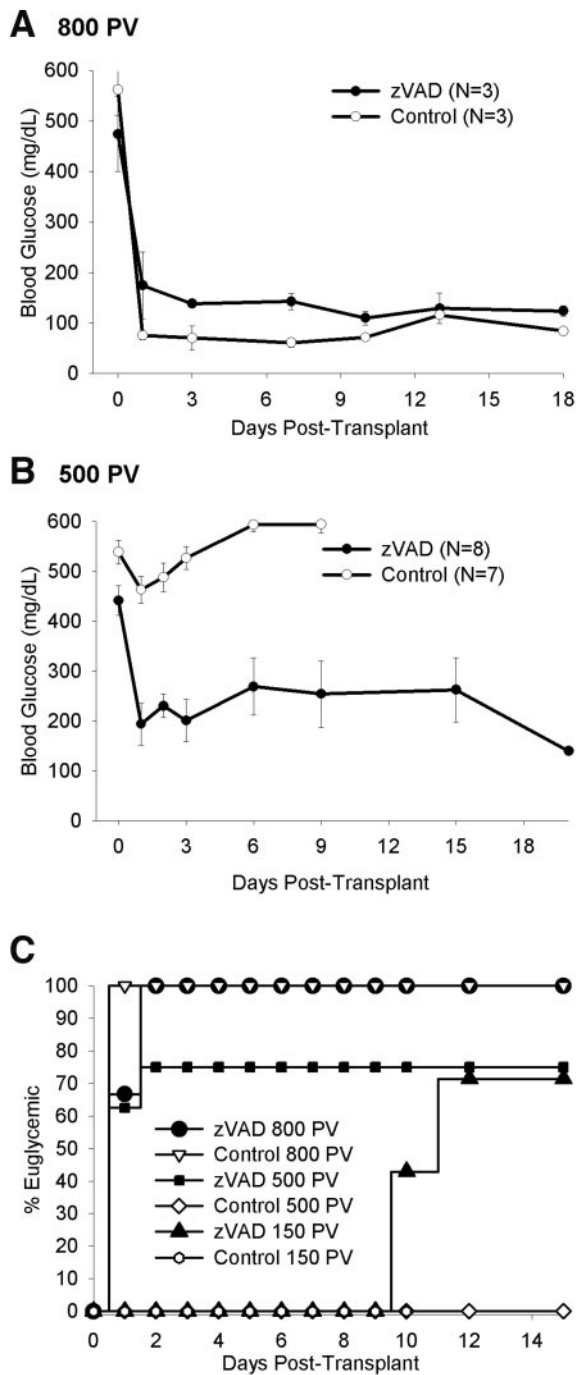 A 800 PV
600
500
400
300
200
100
0
Blood Glucose (mg/dL)
zVAD (N=3)
Control (N=3)
0 3 6 9 12 15 18
Days Post-Transplant
B 500 PV
600
500
400
300
200
100
0
Blood Glucose (mg/dL)
zVAD (N=8)
Control (N=7)
0 3 6 9 12 15 18
Days Post-Transplant
C
100
90
80
70
60
50
40
30
20
10
0
% Euglycemic
zVAD 800 PV
Control 800 PV
zVAD 500 PV
Control 500 PV
zVAD 150 PV
Control 150 PV
0 2 4 6 8 10 12 14
Days Post-Transplant